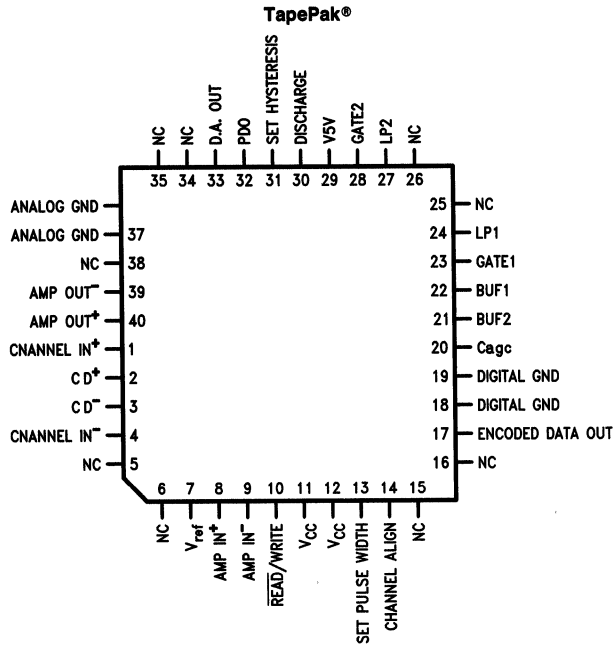 TapePak®
NC
NC
D.A. OUT
PDO
SET HYSTERESIS
DISCHARGE
V5V
GATE2
LP2
NC
35 34 33 32 31 30 29 28 27 26
ANALOG GND
ANALOG GND 37
NC 38
AMP OUT⁻ 39
AMP OUT⁺ 40
CNANNEL IN⁺ 1
CD⁺ 2
CD⁻ 3
CNANNEL IN⁻ 4
NC 5
25 NC
24 LP1
23 GATE1
22 BUF1
21 BUF2
20 Cagc
19 DIGITAL GND
18 DIGITAL GND
17 ENCODED DATA OUT
16 NC
6 7 8 9 10 11 12 13 14 15
NC
Vref
AMP IN⁺
AMP IN⁻
READ/WRITE
VCC
VCC
SET PULSE WIDTH
CHANNEL ALIGN
NC